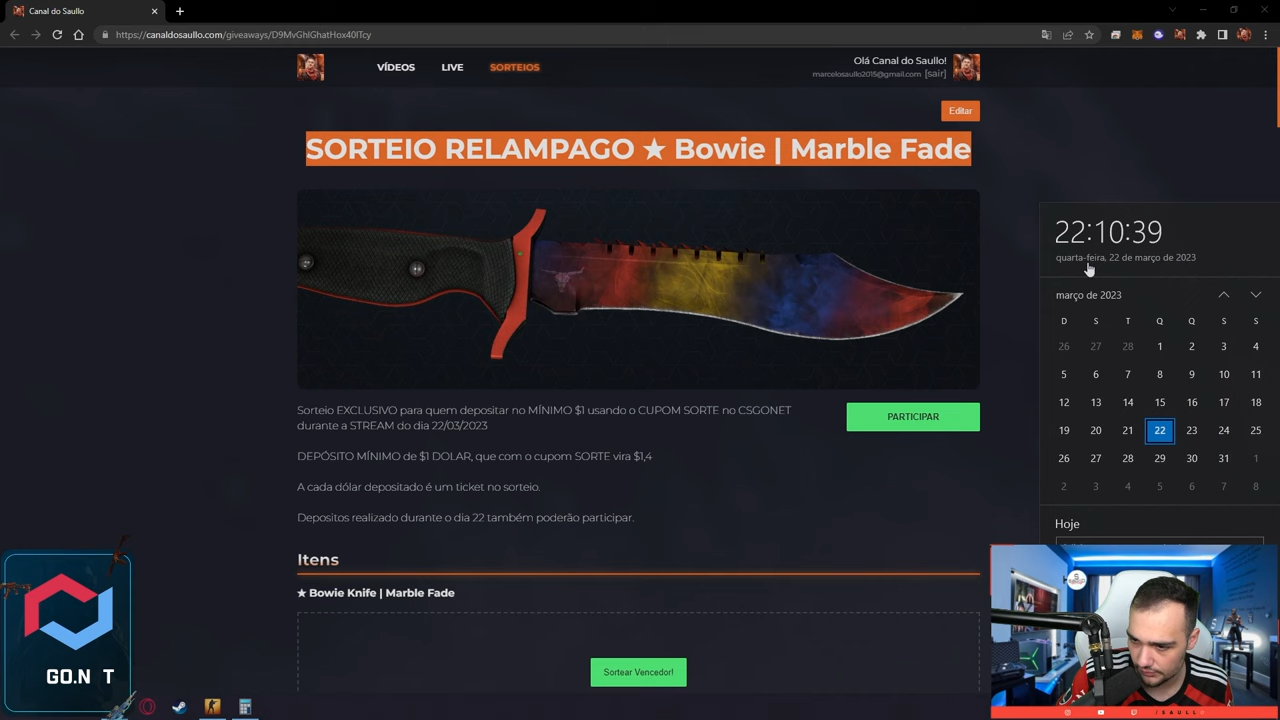 Canal do Saullo
https://canaldosaullo.com/giveaways/D9MvGhIGhatHox40ITcy
VÍDEOS
LIVE
SORTEIOS
Olá Canal do Saullo!
marcelosaullo2015@gmail.com [sair]
Editar
SORTEIO RELAMPAGO ★ Bowie | Marble Fade
Sorteio EXCLUSIVO para quem depositar no MÍNIMO $1 usando o CUPOM SORTE no CSGONET
durante a STREAM do dia 22/03/2023
PARTICIPAR
DEPÓSITO MÍNIMO de $1 DOLAR, que com o cupom SORTE vira $1,4
A cada dólar depositado é um ticket no sorteio.
Depositos realizado durante o dia 22 também poderão participar.
Itens
★ Bowie Knife | Marble Fade
Sortear Vencedor!
22:10:39
quarta-feira, 22 de março de 2023
março de 2023
D S T Q Q S S
26 27 28 1 2 3 4
5 6 7 8 9 10 11
12 13 14 15 16 17 18
19 20 21 22 23 24 25
26 27 28 29 30 31 1
2 3 4 5 6 7 8
Hoje
GO.N T
/SAULLO